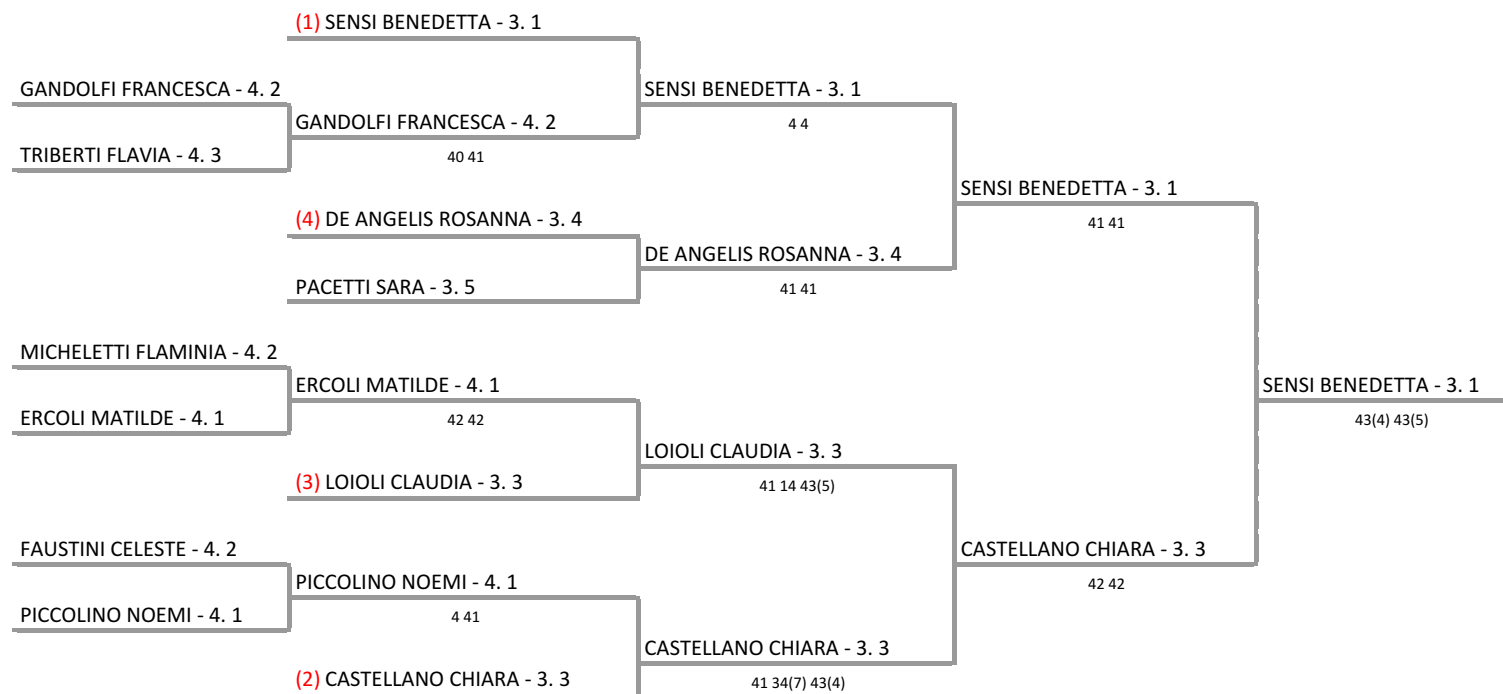 (1) SENSI BENEDETTA - 3. 1
GANDOLFI FRANCESCA - 4. 2
SENSI BENEDETTA - 3. 1
GANDOLFI FRANCESCA - 4. 2
4 4
TRIBERTI FLAVIA - 4. 3
40 41
SENSI BENEDETTA - 3. 1
(4) DE ANGELIS ROSANNA - 3. 4
41 41
DE ANGELIS ROSANNA - 3. 4
PACETTI SARA - 3. 5
41 41
MICHELETTI FLAMINIA - 4. 2
ERCOLI MATILDE - 4. 1
SENSI BENEDETTA - 3. 1
ERCOLI MATILDE - 4. 1
42 42
43(4) 43(5)
LOIOLI CLAUDIA - 3. 3
(3) LOIOLI CLAUDIA - 3. 3
41 14 43(5)
FAUSTINI CELESTE - 4. 2
CASTELLANO CHIARA - 3. 3
PICCOLINO NOEMI - 4. 1
42 42
PICCOLINO NOEMI - 4. 1
4 41
CASTELLANO CHIARA - 3. 3
(2) CASTELLANO CHIARA - 3. 3
41 34(7) 43(4)